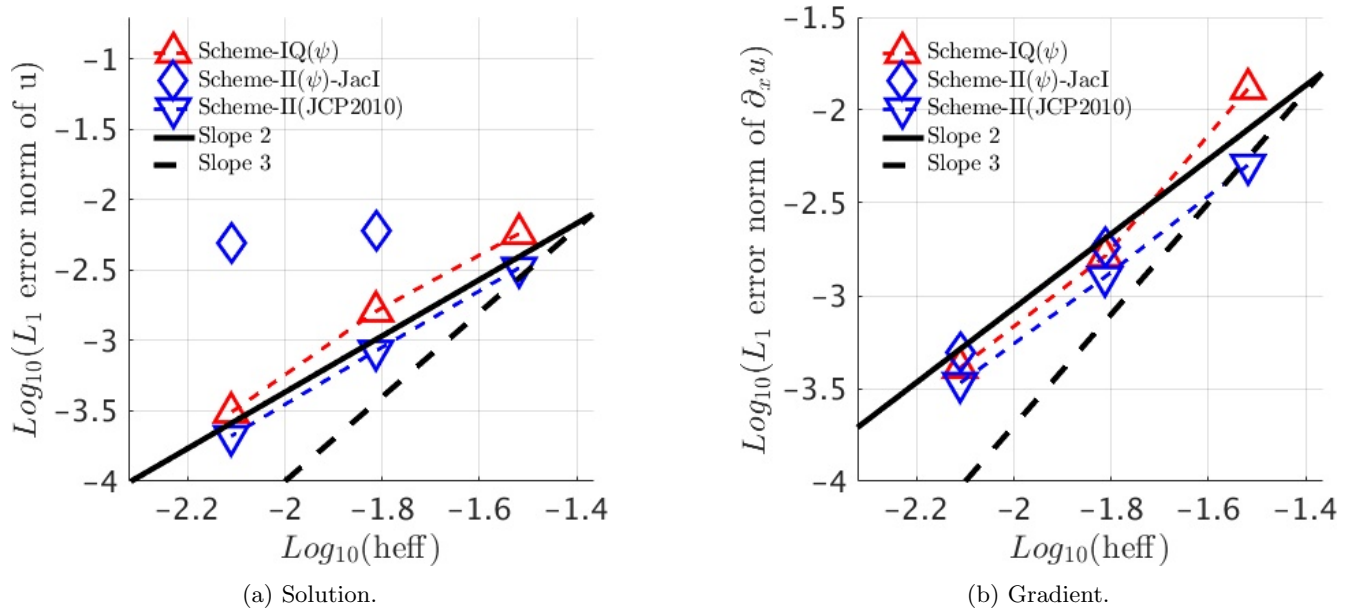 Log₁₀(L₁ error norm of u)
-1
-1.5
-2
-2.5
-3
-3.5
-4
Scheme-IQ(ψ)
Scheme-II(ψ)-JacI
Scheme-II(JCP2010)
Slope 2
Slope 3
-2.2 -2 -1.8 -1.6 -1.4
Log₁₀(heff)
(a) Solution.
Log₁₀(L₁ error norm of ∂ₓu)
-1.5
-2
-2.5
-3
-3.5
-4
Scheme-IQ(ψ)
Scheme-II(ψ)-JacI
Scheme-II(JCP2010)
Slope 2
Slope 3
-2.2 -2 -1.8 -1.6 -1.4
Log₁₀(heff)
(b) Gradient.